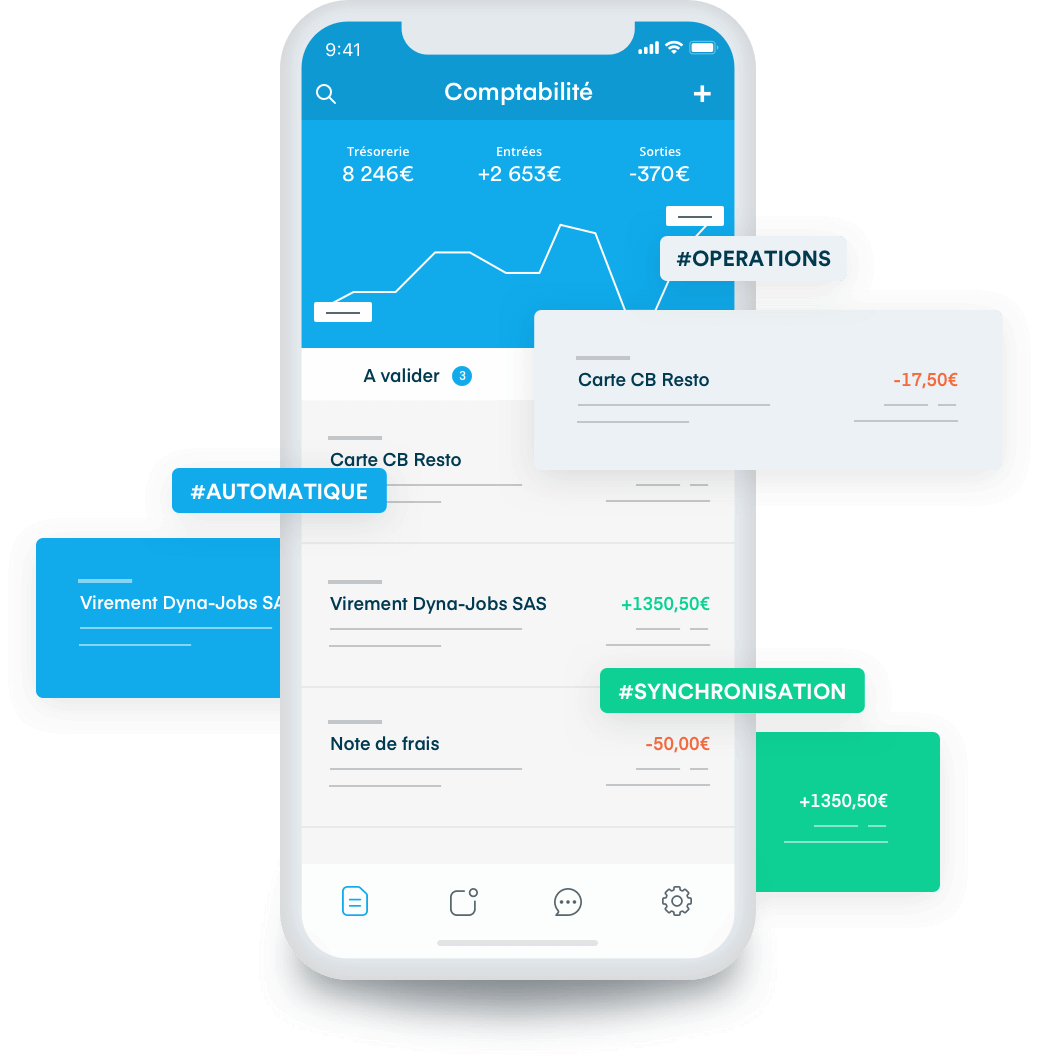 9:41
Comptabilité
Trésorerie Entrées Sorties
8 246€ +2 653€ -370€
#OPERATIONS
A valider 3
Carte CB Resto -17,50€
Carte CB Resto
#AUTOMATIQUE
Virement Dyna-Jobs SA
Virement Dyna-Jobs SAS +1350,50€
#SYNCHRONISATION
Note de frais -50,00€
+1350,50€